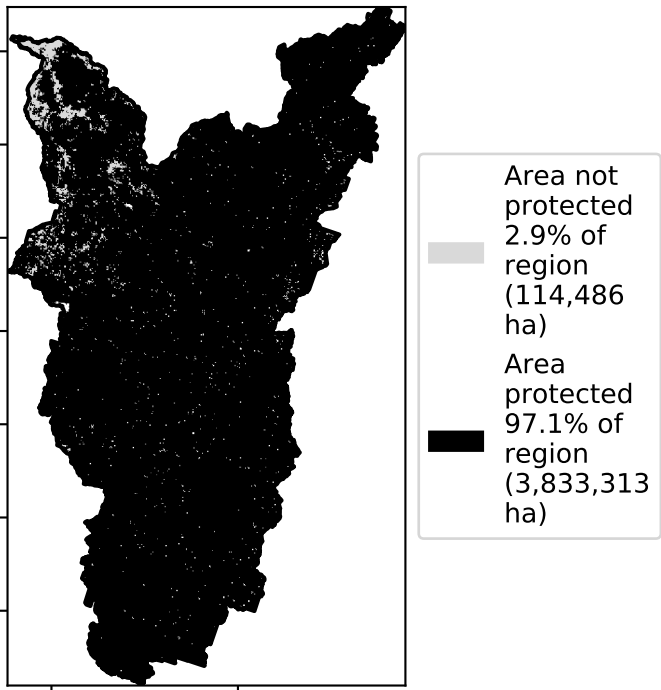 Area not
protected
2.9% of
region
(114,486
ha)
Area
protected
97.1% of
region
(3,833,313
ha)